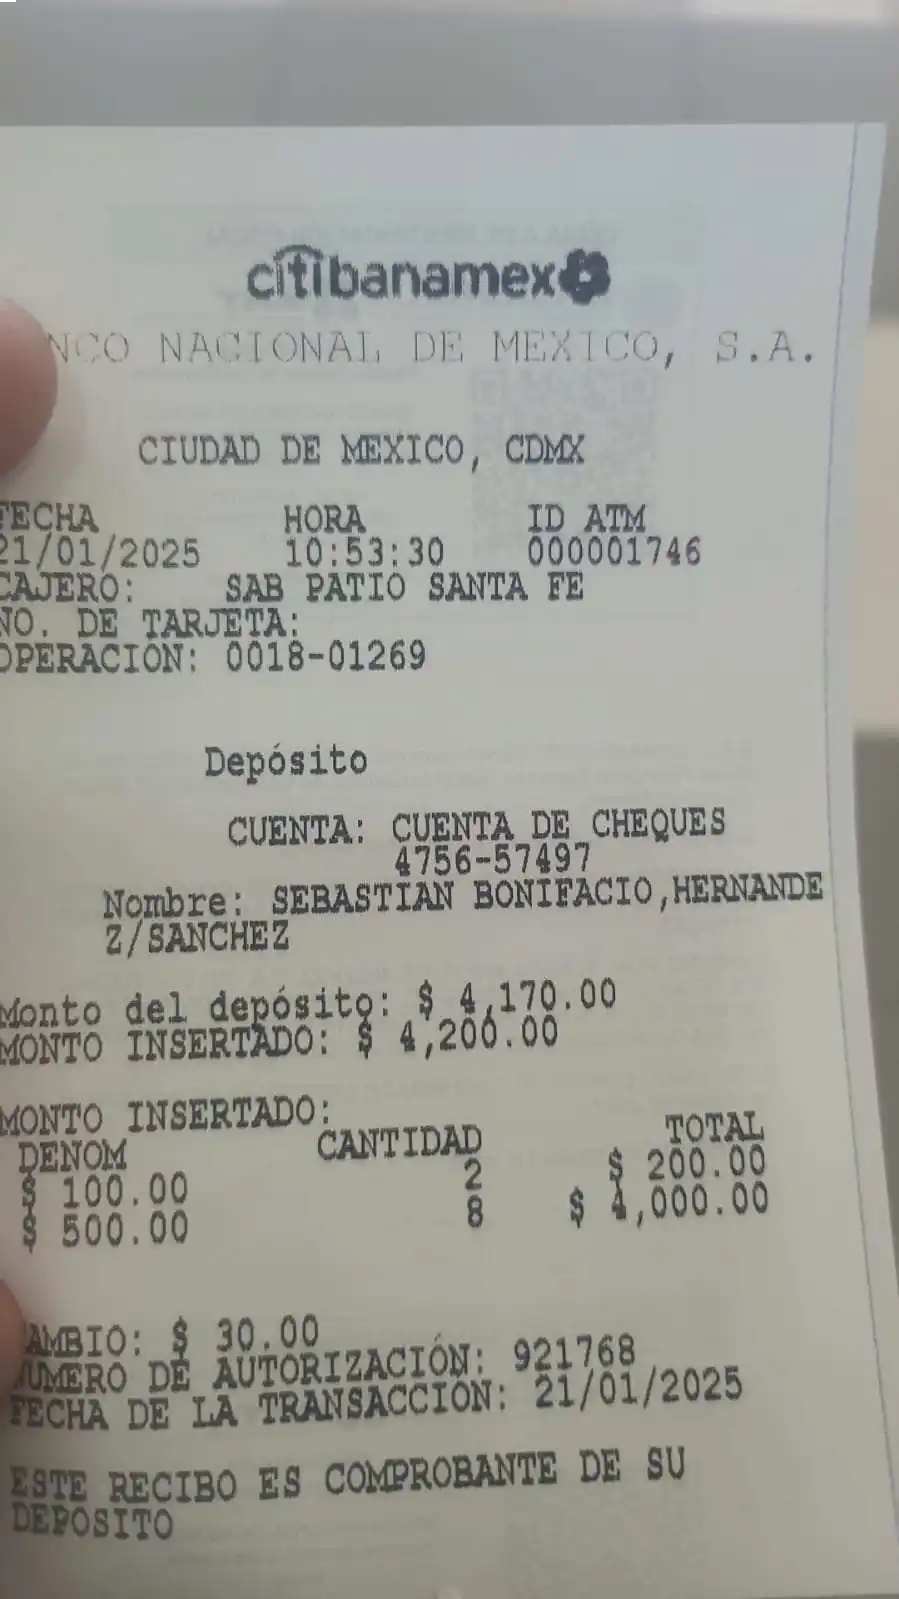 citibanamex
NCO NACIONAL DE MEXICO, S.A.
CIUDAD DE MEXICO, CDMX
FECHA HORA ID ATM
21/01/2025 10:53:30 000001746
CAJERO: SAB PATIO SANTA FE
NO. DE TARJETA:
OPERACION: 0018-01269
Depósito
CUENTA: CUENTA DE CHEQUES
4756-57497
Nombre: SEBASTIAN BONIFACIO,HERNANDE
Z/SANCHEZ
Monto del depósito: $ 4,170.00
MONTO INSERTADO: $ 4,200.00
MONTO INSERTADO:
DENOM CANTIDAD TOTAL
$ 100.00 2 $ 200.00
$ 500.00 8 $ 4,000.00
AMBIO: $ 30.00
NUMERO DE AUTORIZACIÓN: 921768
FECHA DE LA TRANSACCIÓN: 21/01/2025
ESTE RECIBO ES COMPROBANTE DE SU
DEPOSITO